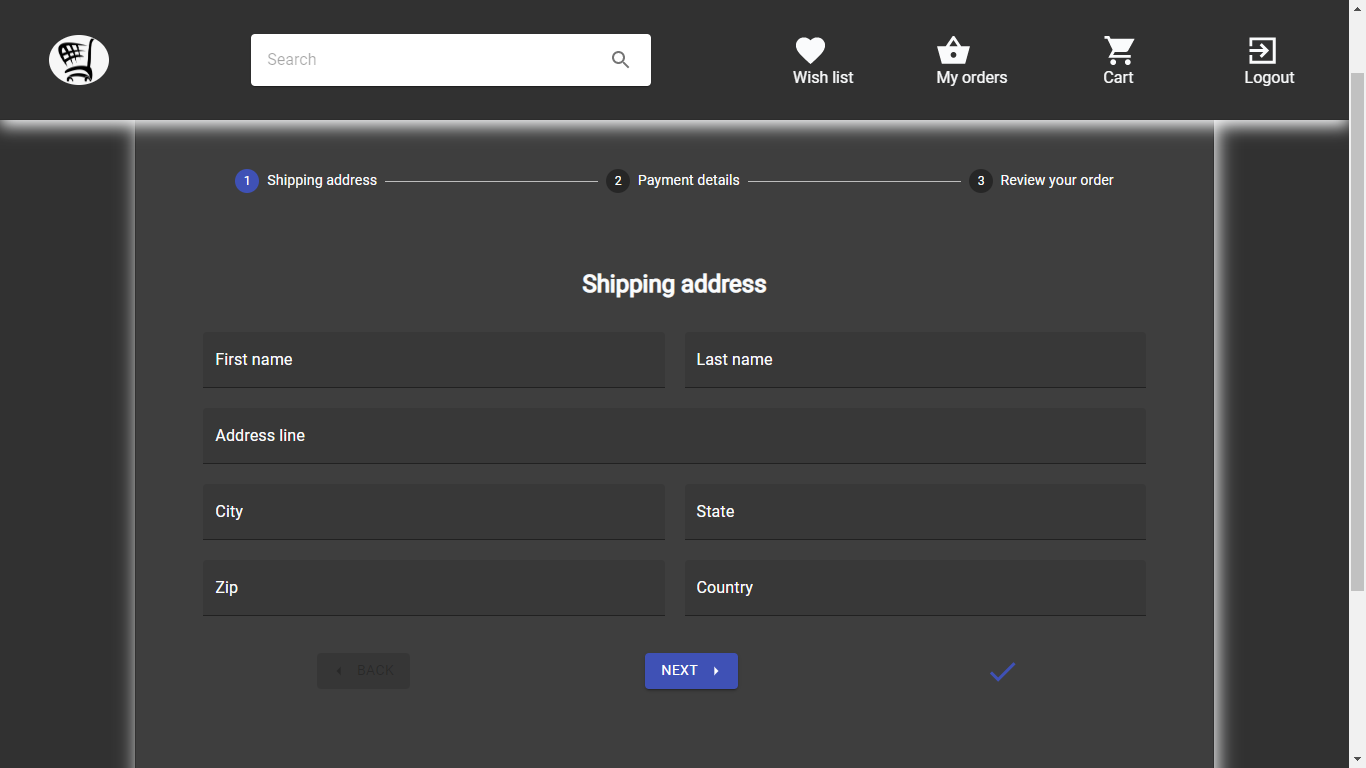 Search
Wish list
My orders
Cart
Logout
1 Shipping address
2 Payment details
3 Review your order
Shipping address
First name
Last name
Address line
City
State
Zip
Country
BACK
NEXT